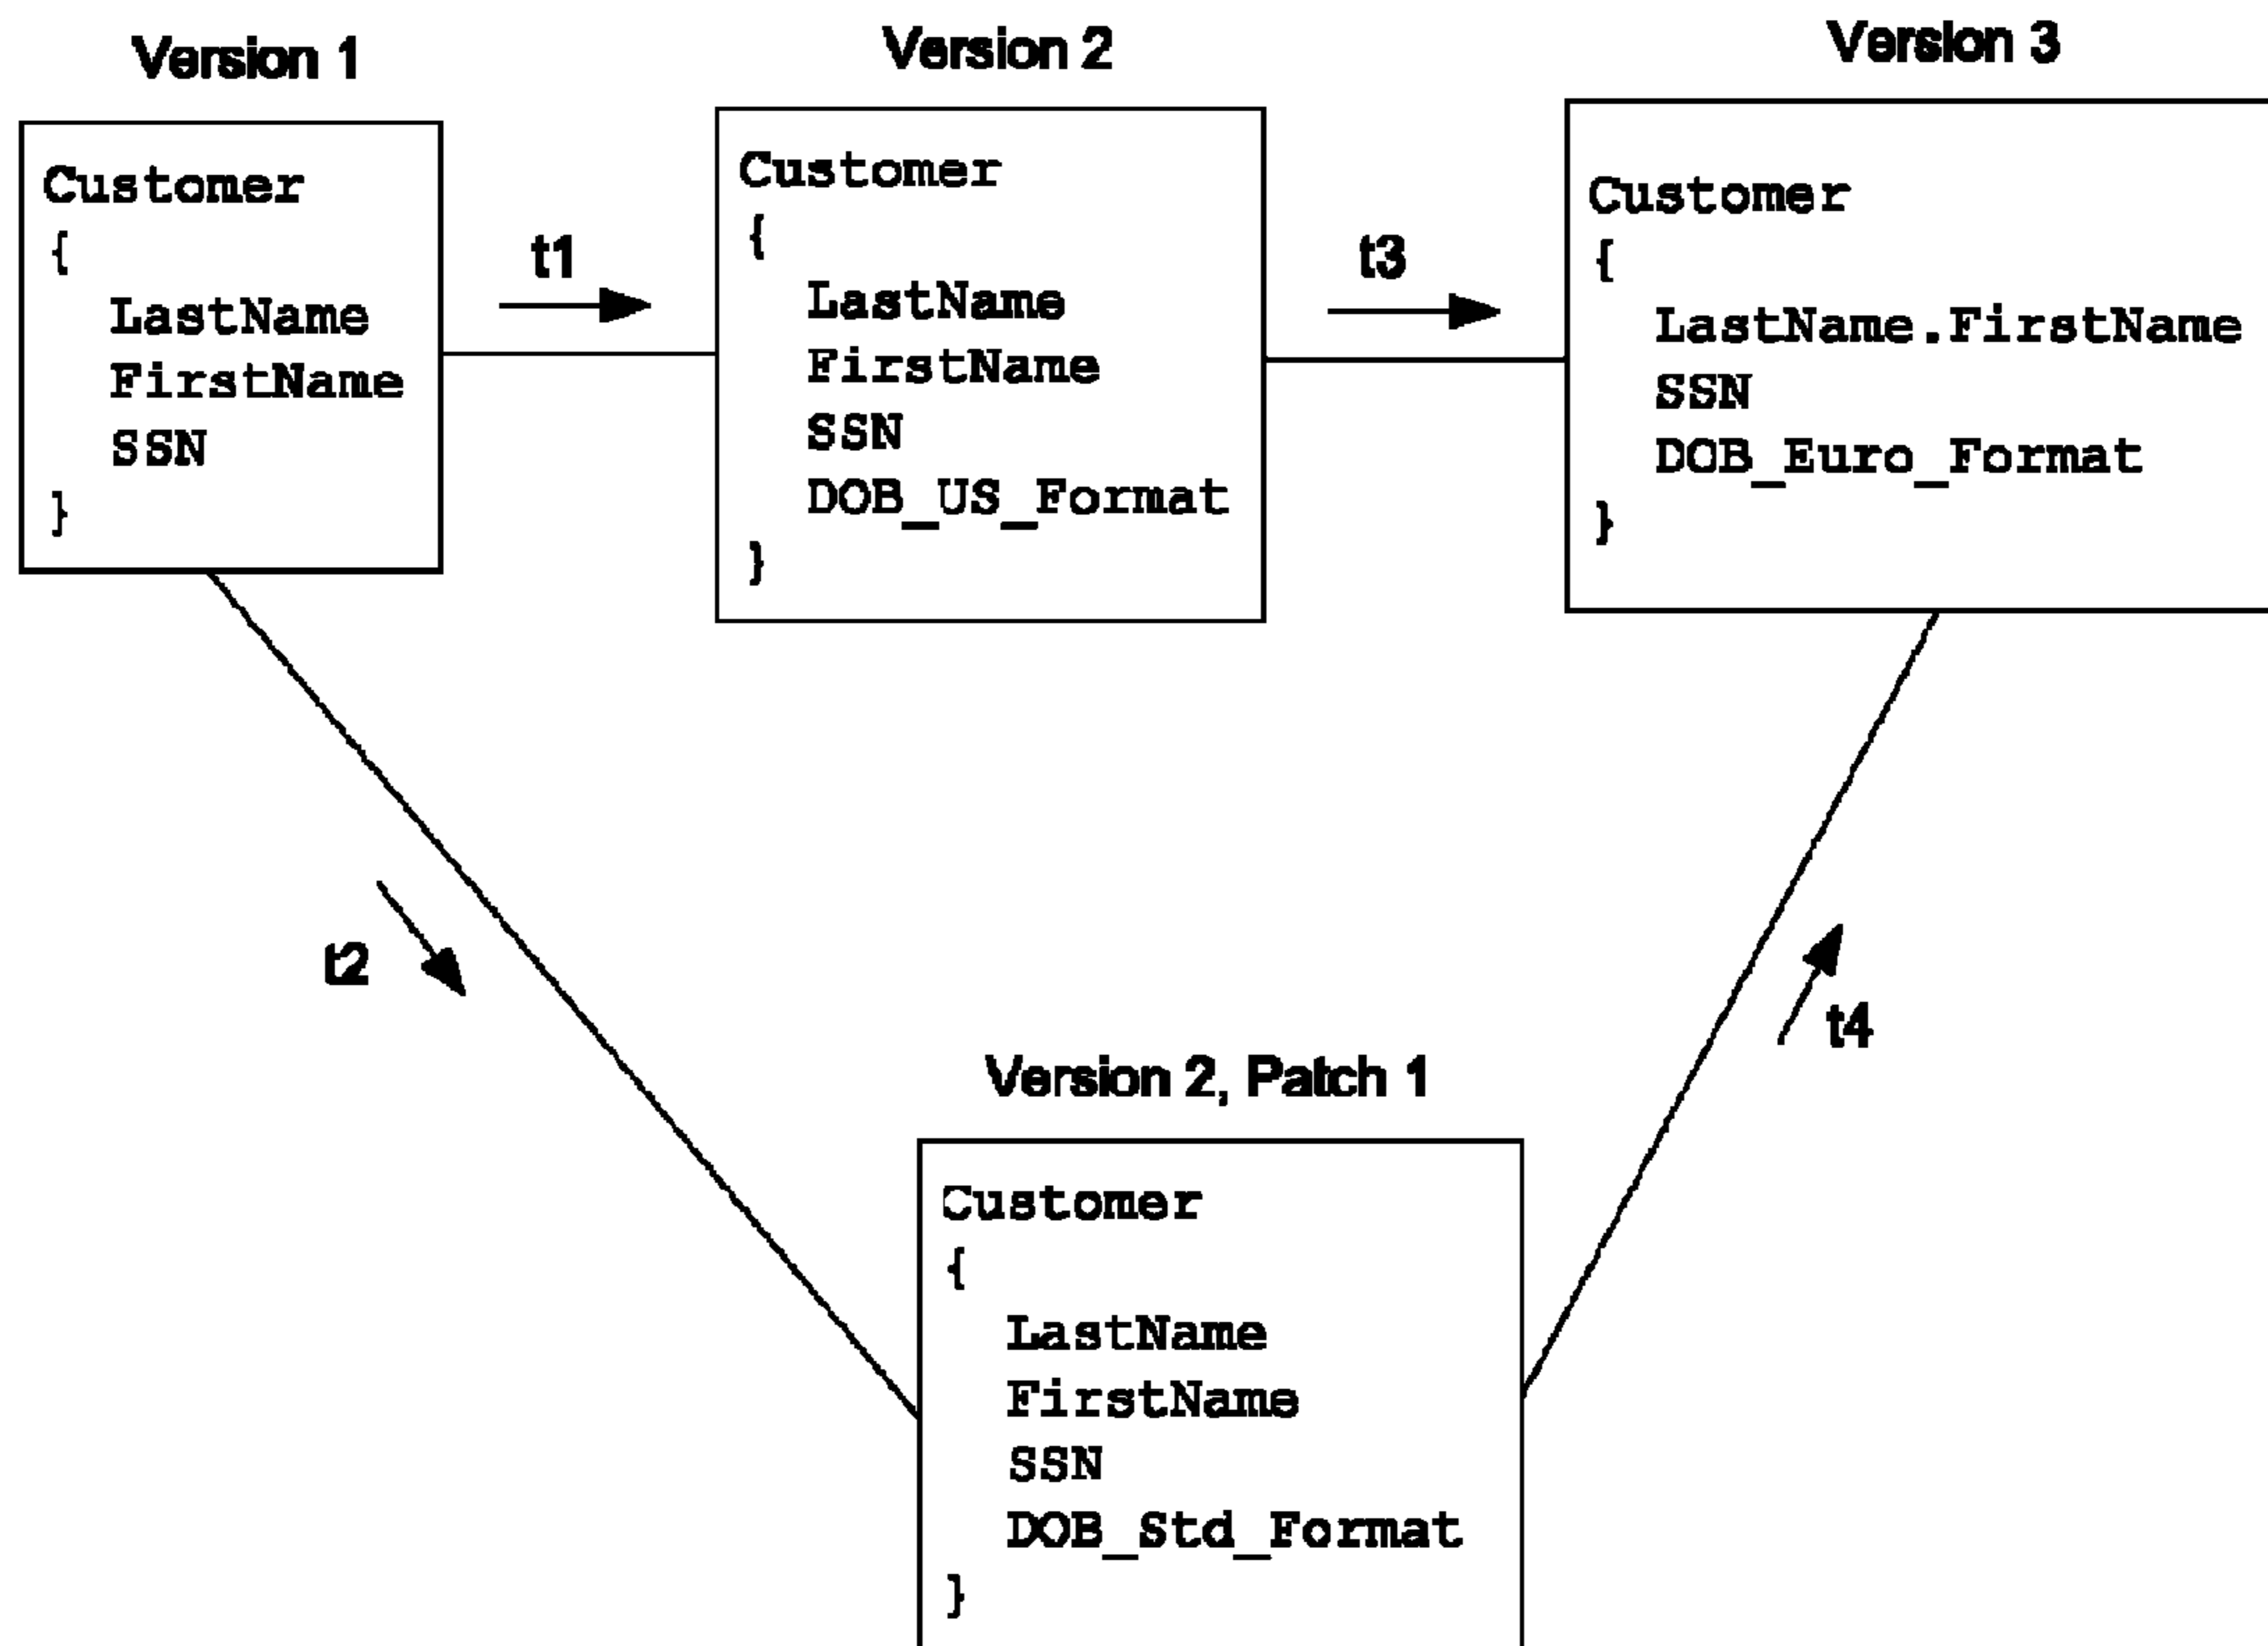 Version 1
Customer
{
LastName
FirstName
SSN
}
t1
Version 2
Customer
{
LastName
FirstName
SSN
DOB_US_Format
}
t3
Version 3
Customer
{
LastName.FirstName
SSN
DOB_Euro_Format
}
t2
t4
Version 2, Patch 1
Customer
{
LastName
FirstName
SSN
DOB_Std_Format
}